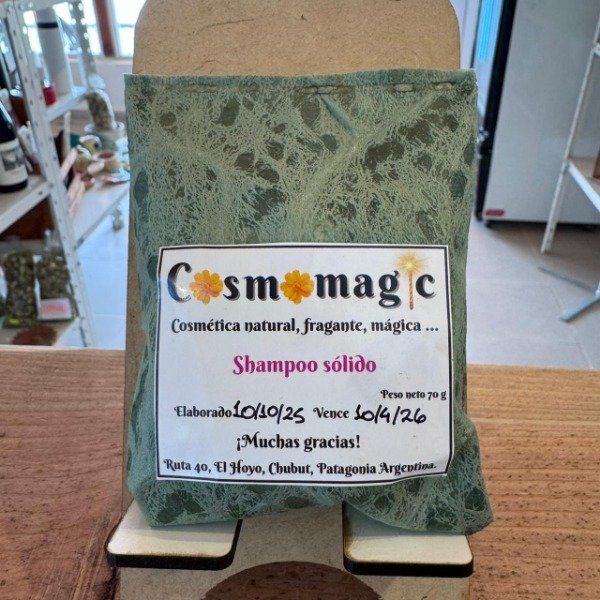 Cosmomagic
Cosmética natural, fragante, mágica ...
Shampoo sólido
Peso neto 70 g
Elaborado 10/10/25 Vence 10/4/26
¡Muchas gracias!
Ruta 40, El Hoyo, Chubut, Patagonia Argentina.